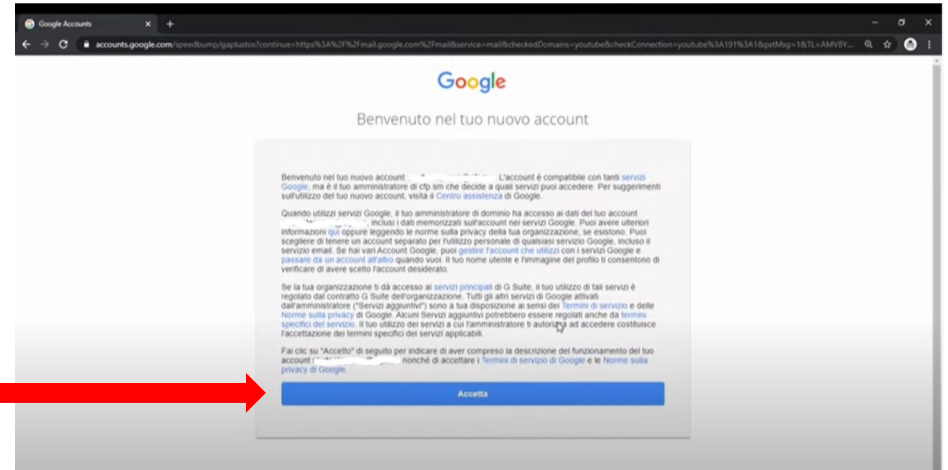 Google Accounts
accounts.google.com/speedbump/gaplustos?continue=https%3A%2F%2Fmail.google.com%2Fmail&service=mail&checkedDomains=youtube&checkConnection=youtube%3A191%3A1&pstMsg=1&TL=AMV8Y...
Google
Benvenuto nel tuo nuovo account
Benvenuto nel tuo nuovo account: L'account è compatibile con tanti servizi
Google, ma è il tuo amministratore di cfp.sm che decide a quali servizi puoi accedere. Per suggerimenti
sull'utilizzo del tuo nuovo account, visita il Centro assistenza di Google.
Quando utilizzi servizi Google, il tuo amministratore di dominio ha accesso ai dati del tuo account
, inclusi i dati memorizzati sull'account nei servizi Google. Puoi avere ulteriori
informazioni qui oppure leggendo le norme sulla privacy della tua organizzazione, se esistono. Puoi
scegliere di tenere un account separato per l'utilizzo personale di qualsiasi servizio Google, incluso il
servizio email. Se hai vari Account Google, puoi gestire l'account che utilizzi con i servizi Google e
passare da un account all'altro quando vuoi. Il tuo nome utente e l'immagine del profilo ti consentono di
verificare di avere scelto l'account desiderato.
Se la tua organizzazione ti dà accesso ai servizi principali di G Suite, il tuo utilizzo di tali servizi è
regolato dal contratto G Suite dell'organizzazione. Tutti gli altri servizi di Google attivati
dall'amministratore ("Servizi aggiuntivi") sono a tua disposizione ai sensi dei Termini di servizio e delle
Norme sulla privacy di Google. Alcuni Servizi aggiuntivi potrebbero essere regolati anche da termini
specifici del servizio. Il tuo utilizzo dei servizi a cui l'amministratore ti autorizza ad accedere costituisce
l'accettazione dei termini specifici dei servizi applicabili.
Fai clic su "Accetto" di seguito per indicare di aver compreso la descrizione del funzionamento del tuo
account nonché di accettare i Termini di servizio di Google e le Norme sulla
privacy di Google.
Accetta